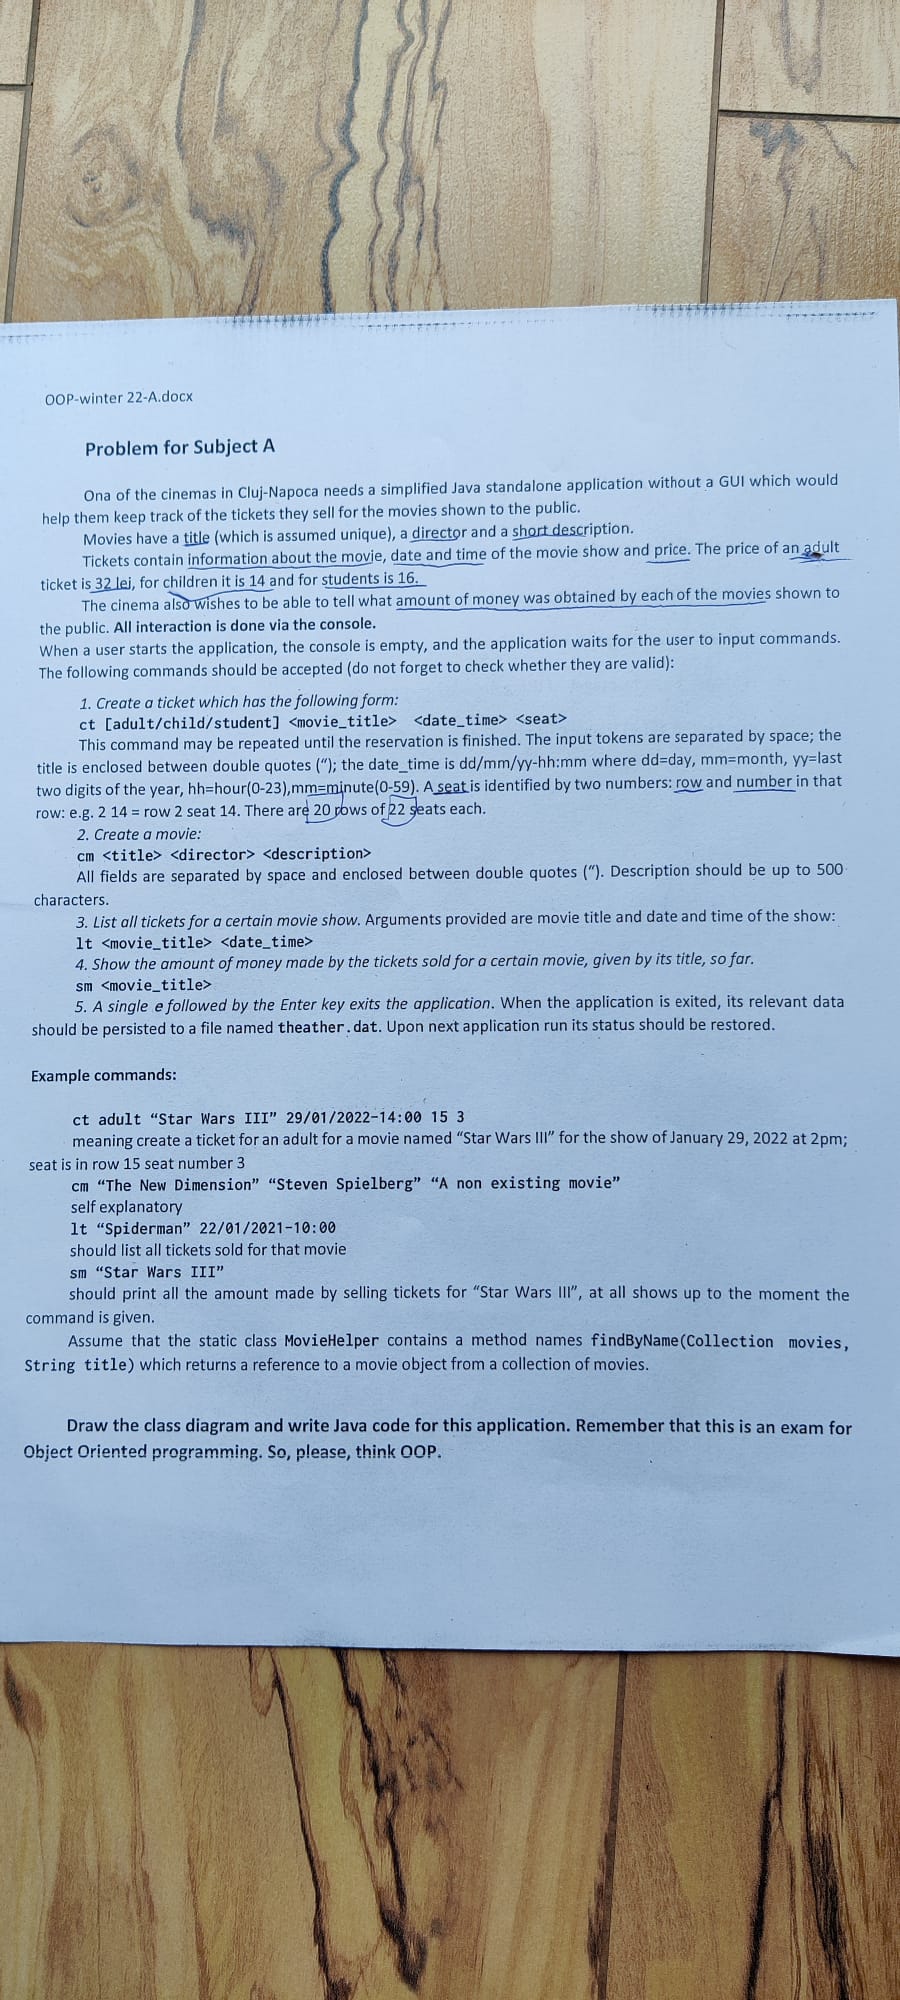 OOP-winter 22-A.docx
Problem for Subject A
Ona of the cinemas in Cluj-Napoca needs a simplified Java standalone application without a GUI which would
help them keep track of the tickets they sell for the movies shown to the public.
Movies have a title (which is assumed unique), a director and a short description.
Tickets contain information about the movie, date and time of the movie show and price. The price of an adult
ticket is 32 lei, for children it is 14 and for students is 16.
The cinema also wishes to be able to tell what amount of money was obtained by each of the movies shown to
the public. All interaction is done via the console.
When a user starts the application, the console is empty, and the application waits for the user to input commands.
The following commands should be accepted (do not forget to check whether they are valid):
1. Create a ticket which has the following form:
ct [adult/child/student] <movie_title> <date_time> <seat>
This command may be repeated until the reservation is finished. The input tokens are separated by space; the
title is enclosed between double quotes (“); the date_time is dd/mm/yy-hh:mm where dd=day, mm=month, yy=last
two digits of the year, hh=hour(0-23),mm=minute(0-59). A seat is identified by two numbers: row and number in that
row: e.g. 2 14 = row 2 seat 14. There are 20 rows of 22 seats each.
2. Create a movie:
cm <title> <director> <description>
All fields are separated by space and enclosed between double quotes (“). Description should be up to 500
characters.
3. List all tickets for a certain movie show. Arguments provided are movie title and date and time of the show:
lt <movie_title> <date_time>
4. Show the amount of money made by the tickets sold for a certain movie, given by its title, so far.
sm <movie_title>
5. A single e followed by the Enter key exits the application. When the application is exited, its relevant data
should be persisted to a file named theather.dat. Upon next application run its status should be restored.
Example commands:
ct adult “Star Wars III” 29/01/2022-14:00 15 3
meaning create a ticket for an adult for a movie named “Star Wars III” for the show of January 29, 2022 at 2pm;
seat is in row 15 seat number 3
cm “The New Dimension” “Steven Spielberg” “A non existing movie”
self explanatory
lt “Spiderman” 22/01/2021-10:00
should list all tickets sold for that movie
sm “Star Wars III”
should print all the amount made by selling tickets for “Star Wars III”, at all shows up to the moment the
command is given.
Assume that the static class MovieHelper contains a method names findByName(Collection movies,
String title) which returns a reference to a movie object from a collection of movies.
Draw the class diagram and write Java code for this application. Remember that this is an exam for
Object Oriented programming. So, please, think OOP.